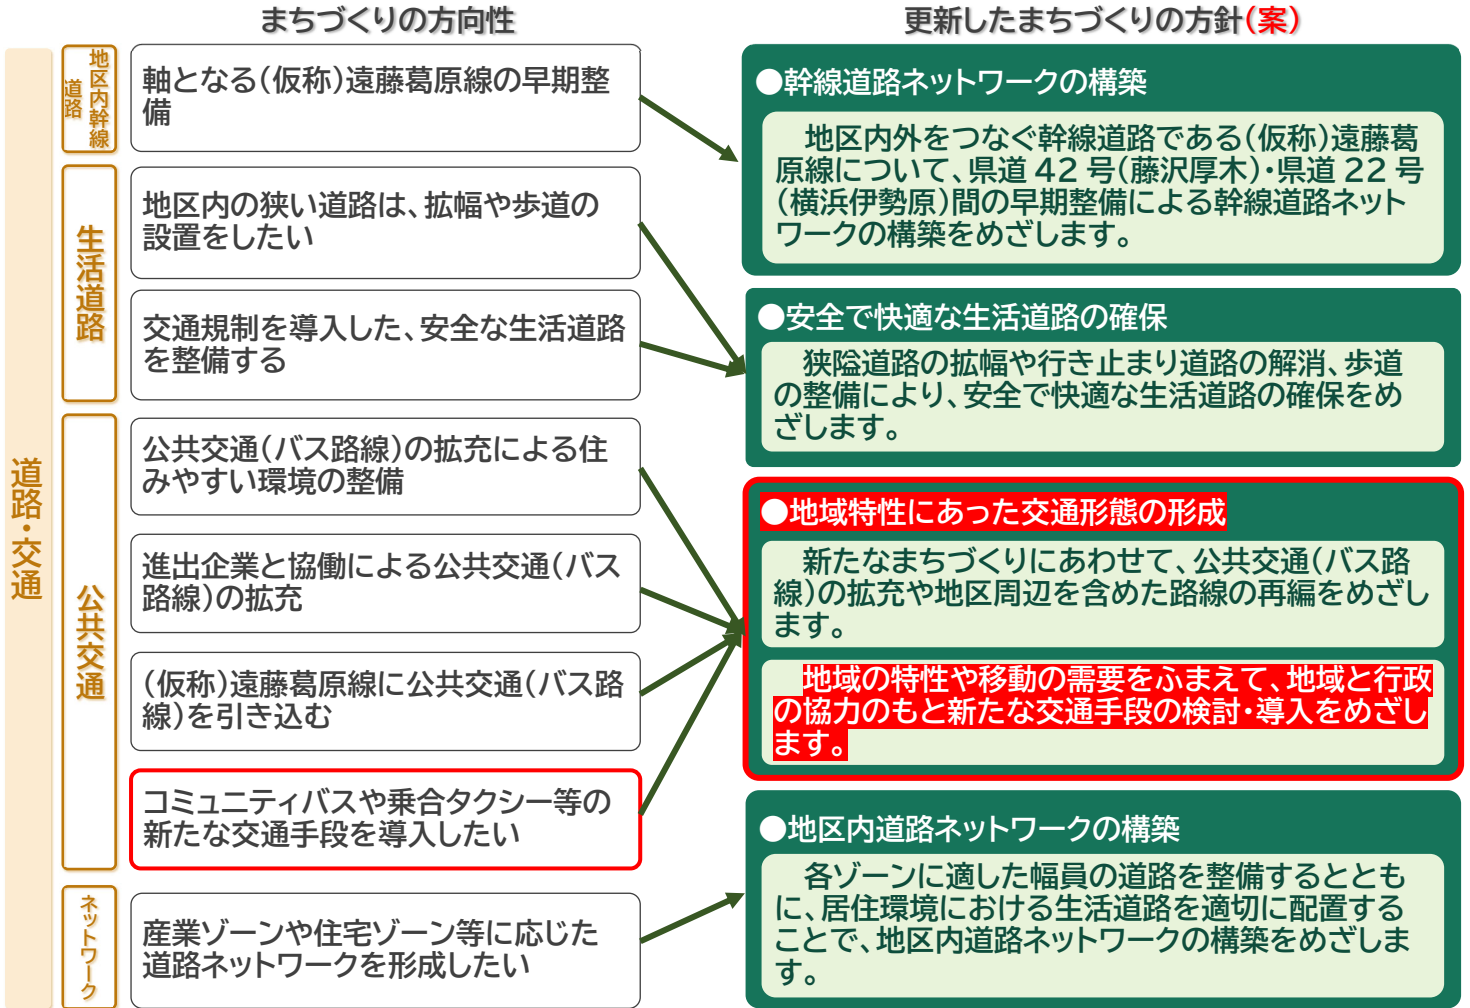 まちづくりの方向性
更新したまちづくりの方針(案)
道路・交通
地区内幹線
道路
軸となる(仮称)遠藤葛原線の早期整
備
生活道路
地区内の狭い道路は、拡幅や歩道の
設置をしたい
交通規制を導入した、安全な生活道路
を整備する
公共交通
公共交通(バス路線)の拡充による住
みやすい環境の整備
進出企業と協働による公共交通(バス
路線)の拡充
(仮称)遠藤葛原線に公共交通(バス路
線)を引き込む
コミュニティバスや乗合タクシー等の
新たな交通手段を導入したい
ネットワーク
産業ゾーンや住宅ゾーン等に応じた
道路ネットワークを形成したい
●幹線道路ネットワークの構築
地区内外をつなぐ幹線道路である(仮称)遠藤葛
原線について、県道 42 号(藤沢厚木)・県道 22 号
(横浜伊勢原)間の早期整備による幹線道路ネット
ワークの構築をめざします。
●安全で快適な生活道路の確保
狭隘道路の拡幅や行き止まり道路の解消、歩道
の整備により、安全で快適な生活道路の確保をめ
ざします。
●地域特性にあった交通形態の形成
新たなまちづくりにあわせて、公共交通(バス路
線)の拡充や地区周辺を含めた路線の再編をめざし
ます。
地域の特性や移動の需要をふまえて、地域と行政
の協力のもと新たな交通手段の検討・導入をめざし
ます。
●地区内道路ネットワークの構築
各ゾーンに適した幅員の道路を整備するととも
に、居住環境における生活道路を適切に配置する
ことで、地区内道路ネットワークの構築をめざしま
す。